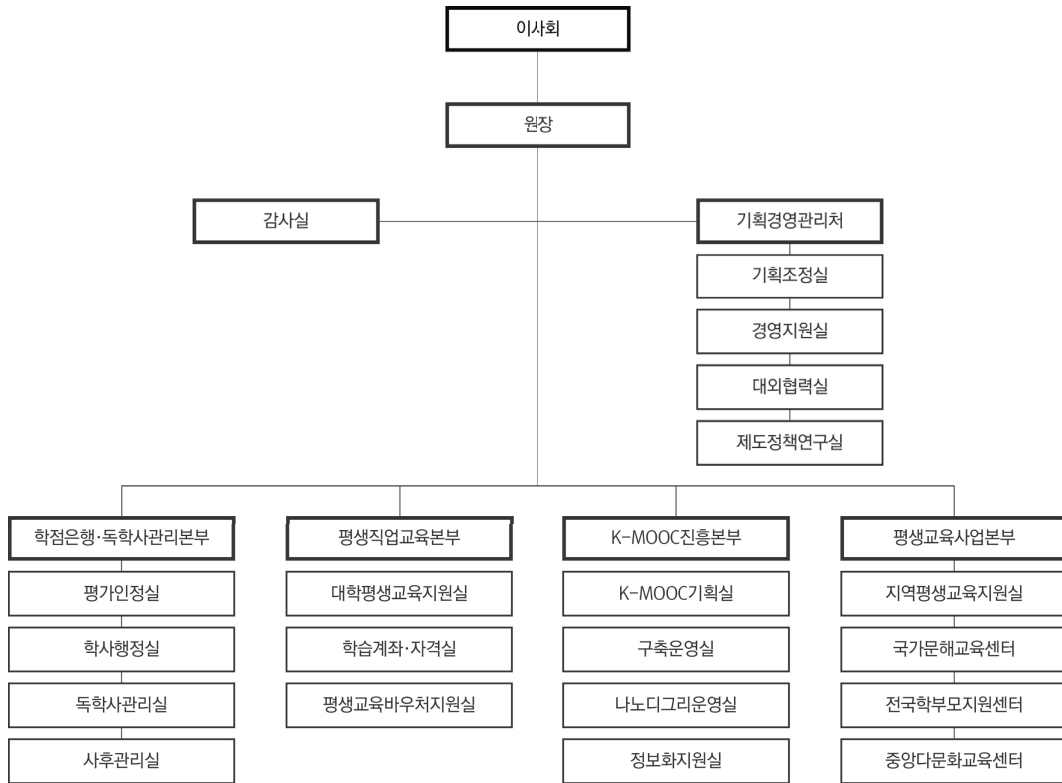 이사회
원장
감사실
기획경영관리처
기획조정실
경영지원실
대외협력실
제도정책연구실
학점은행·독학사관리본부
평가인정실
학사행정실
독학사관리실
사후관리실
평생직업교육본부
대학평생교육지원실
학습계좌·자격실
평생교육바우처지원실
K-MOOC진흥본부
K-MOOC기획실
구축운영실
나노디그리운영실
정보화지원실
평생교육사업본부
지역평생교육지원실
국가문해교육센터
전국학부모지원센터
중앙다문화교육센터